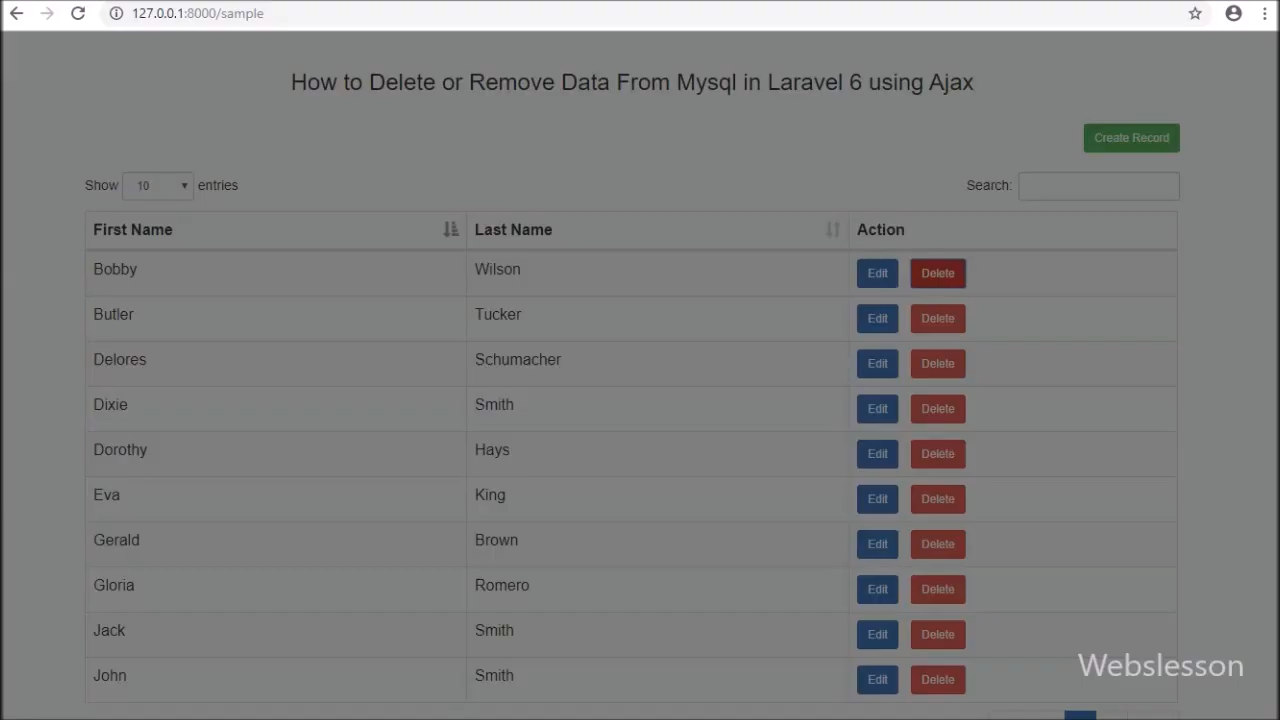 127.0.0.1:8000/sample
How to Delete or Remove Data From Mysql in Laravel 6 using Ajax
Create Record
Show 10 entries Search:
First Name Last Name Action
Bobby Wilson Edit Delete
Butler Tucker Edit Delete
Delores Schumacher Edit Delete
Dixie Smith Edit Delete
Dorothy Hays Edit Delete
Eva King Edit Delete
Gerald Brown Edit Delete
Gloria Romero Edit Delete
Jack Smith Edit Delete
John Smith Edit Delete
Webslesson